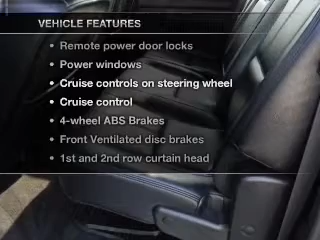 VEHICLE FEATURES
• Remote power door locks
• Power windows
• Cruise controls on steering wheel
• Cruise control
• 4-wheel ABS Brakes
• Front Ventilated disc brakes
• 1st and 2nd row curtain head